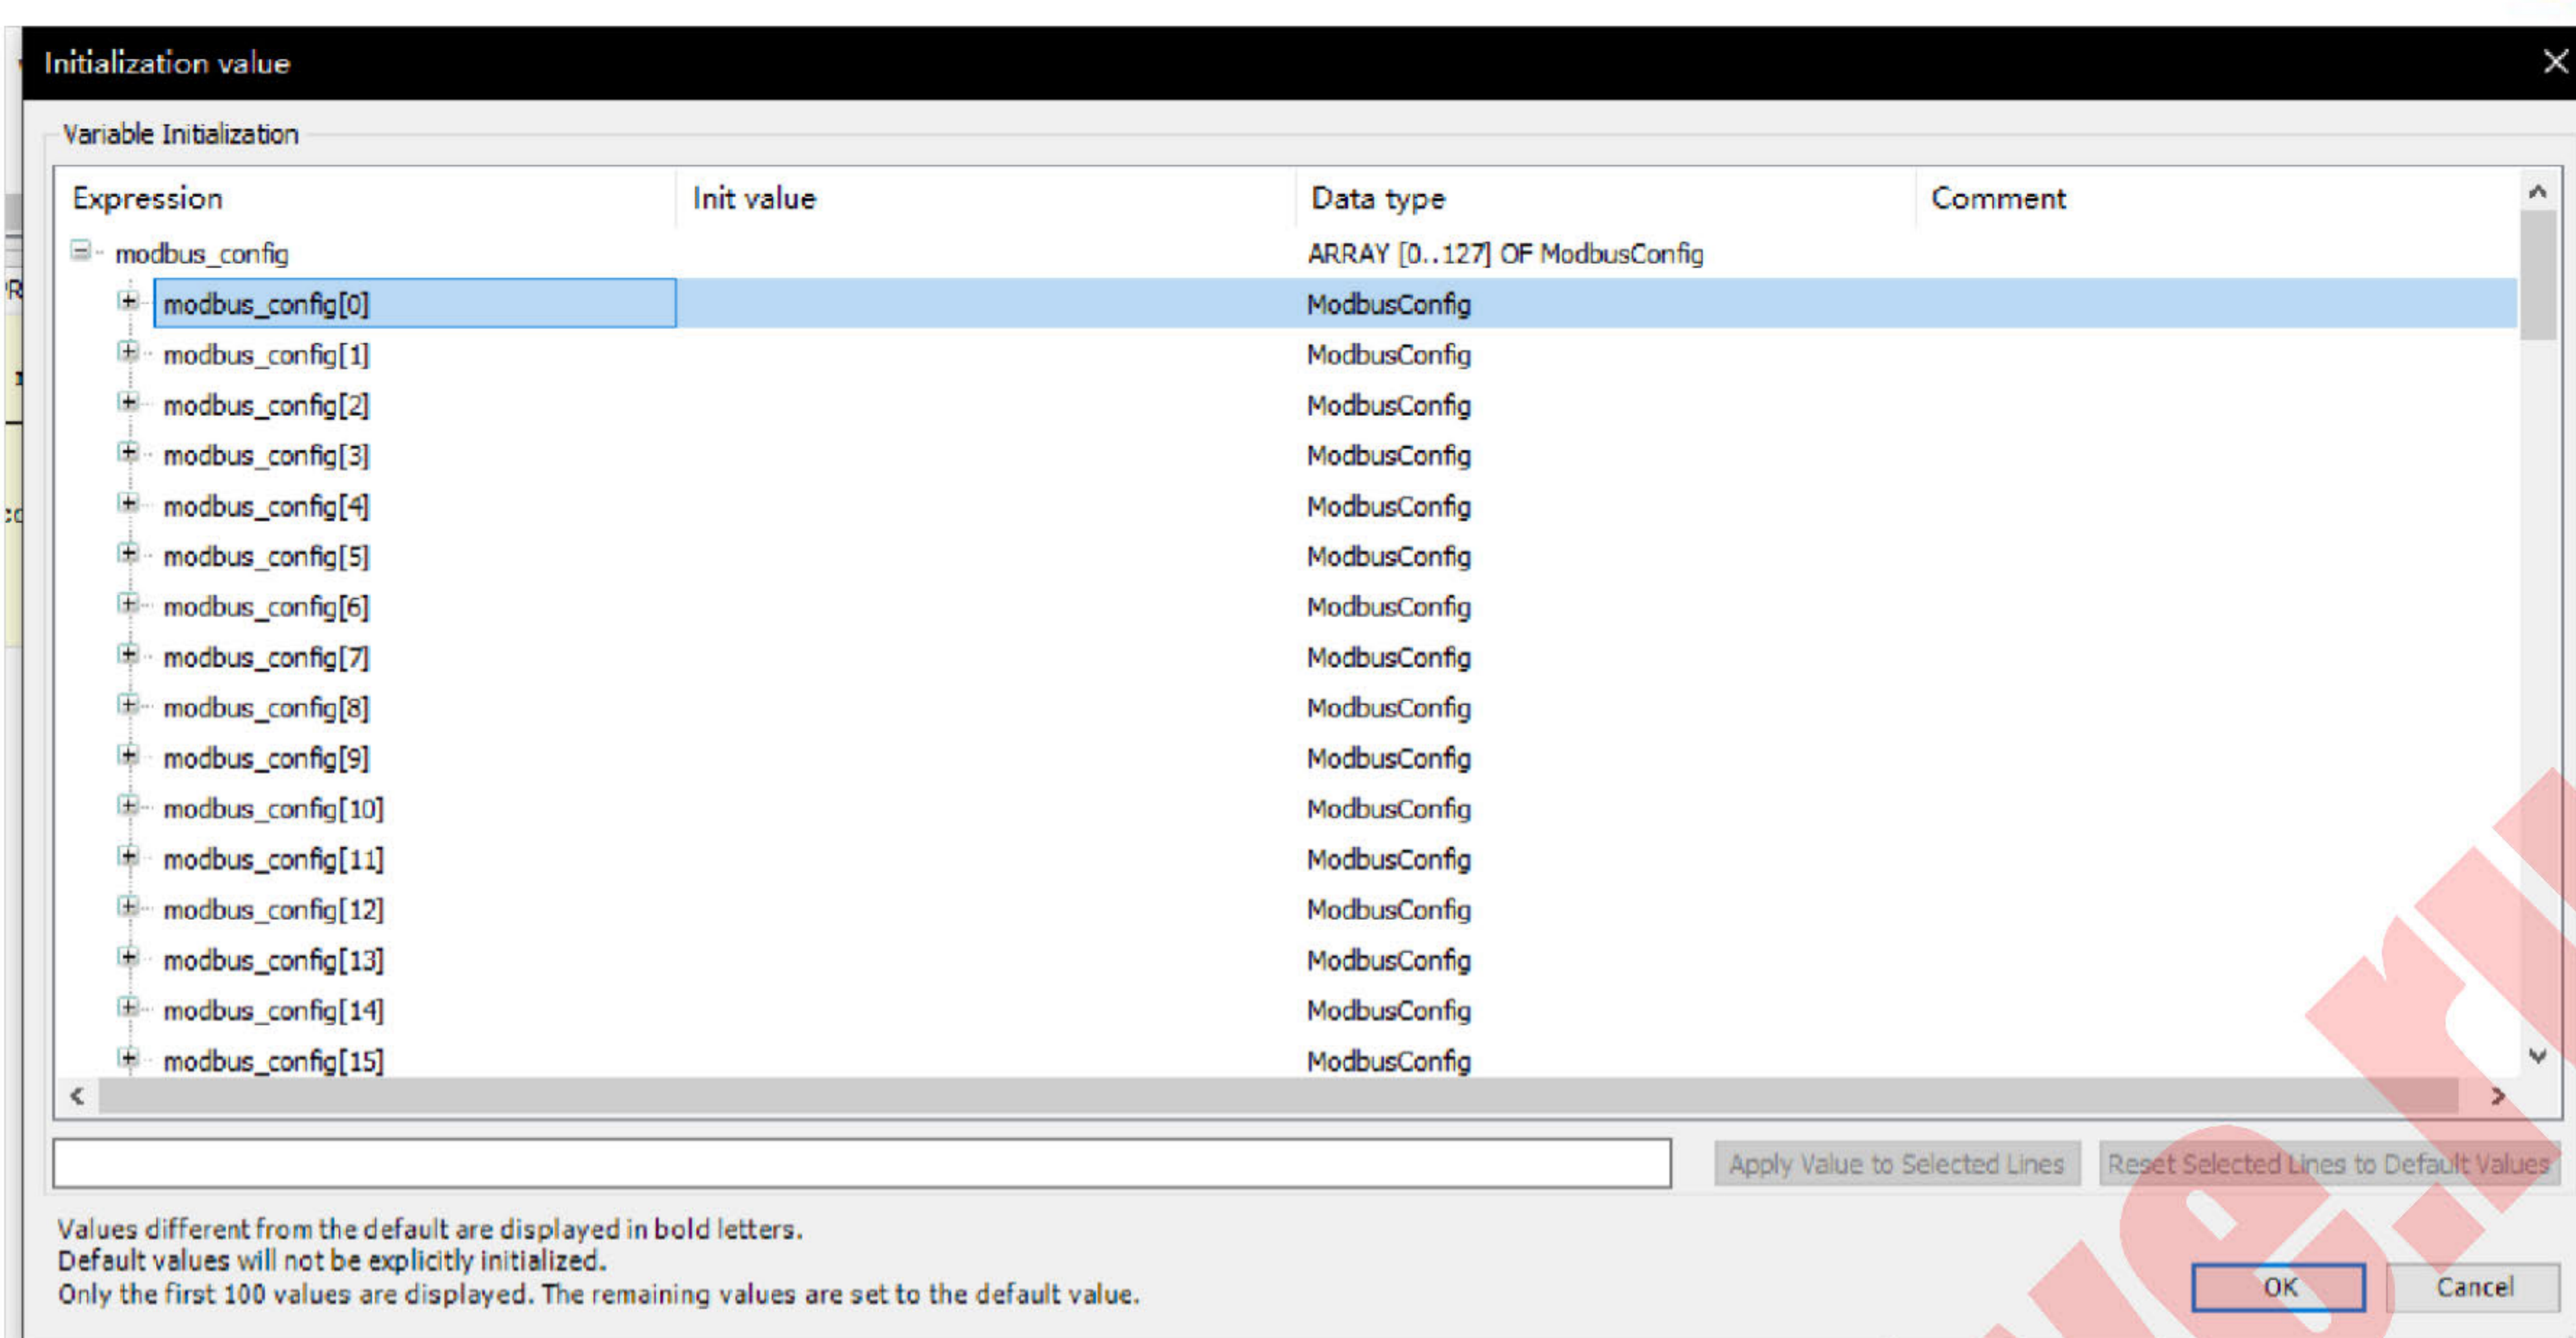 Initialization value
Variable Initialization
Expression Init value Data type Comment
modbus_config ARRAY [0..127] OF ModbusConfig
modbus_config[0] ModbusConfig
modbus_config[1] ModbusConfig
modbus_config[2] ModbusConfig
modbus_config[3] ModbusConfig
modbus_config[4] ModbusConfig
modbus_config[5] ModbusConfig
modbus_config[6] ModbusConfig
modbus_config[7] ModbusConfig
modbus_config[8] ModbusConfig
modbus_config[9] ModbusConfig
modbus_config[10] ModbusConfig
modbus_config[11] ModbusConfig
modbus_config[12] ModbusConfig
modbus_config[13] ModbusConfig
modbus_config[14] ModbusConfig
modbus_config[15] ModbusConfig
Apply Value to Selected Lines Reset Selected Lines to Default Values
Values different from the default are displayed in bold letters.
Default values will not be explicitly initialized.
Only the first 100 values are displayed. The remaining values are set to the default value.
OK Cancel